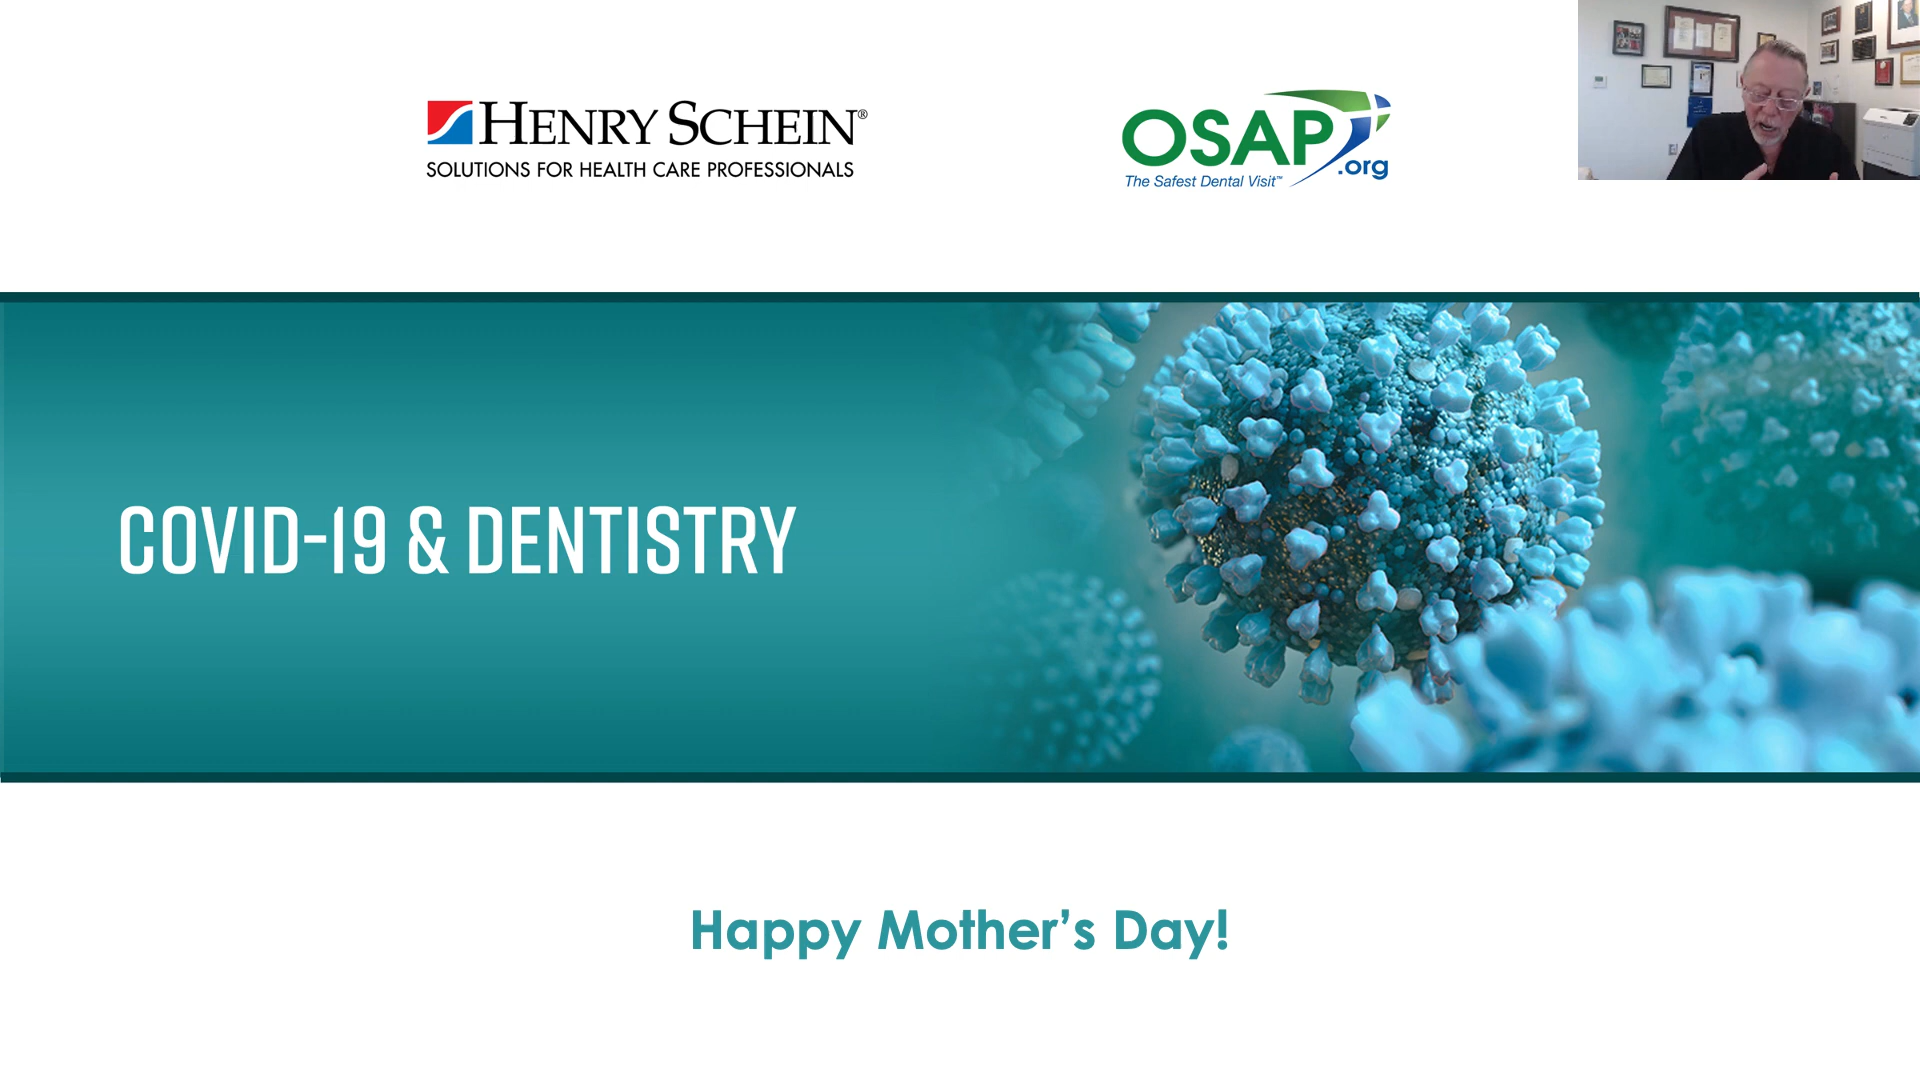 HENRY SCHEIN®
SOLUTIONS FOR HEALTH CARE PROFESSIONALS
OSAP.org
The Safest Dental Visit™
COVID-19 & DENTISTRY
Happy Mother’s Day!